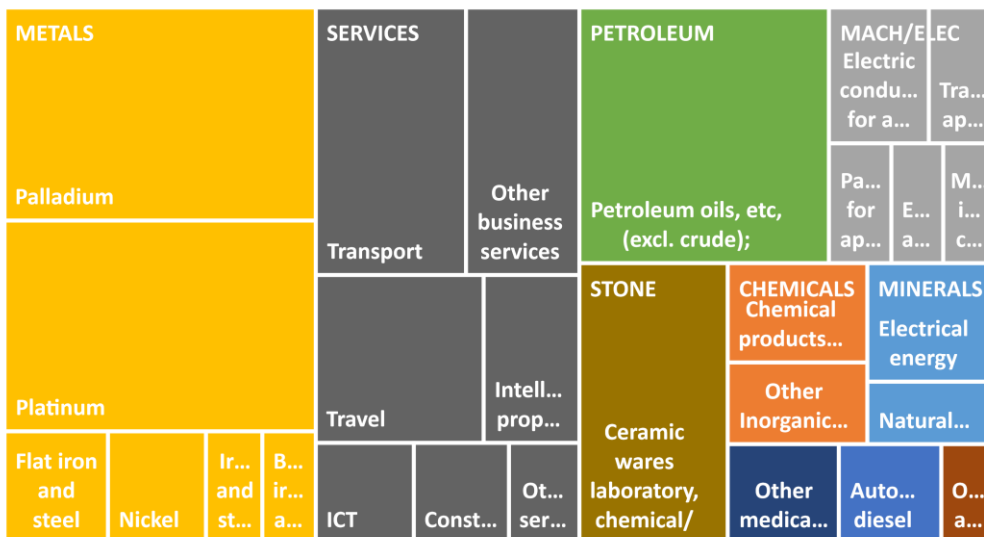 METALS
Palladium
Platinum
Flat iron
and
steel
Nickel
Ir...
and
st...
B...
ir...
a...
SERVICES
Transport
Other
business
services
Travel
Intell...
prop...
ICT
Const...
Ot...
ser...
PETROLEUM
Petroleum oils, etc,
(excl. crude);
MACH/ELEC
Electric
condu...
for a...
Tra...
ap...
Pa...
for
ap...
E...
a...
M...
i...
c...
STONE
Ceramic
wares
laboratory,
chemical/
CHEMICALS
Chemical
products...
Other
Inorganic...
MINERALS
Electrical
energy
Natural...
Other
medica...
Auto...
diesel
O...
a...